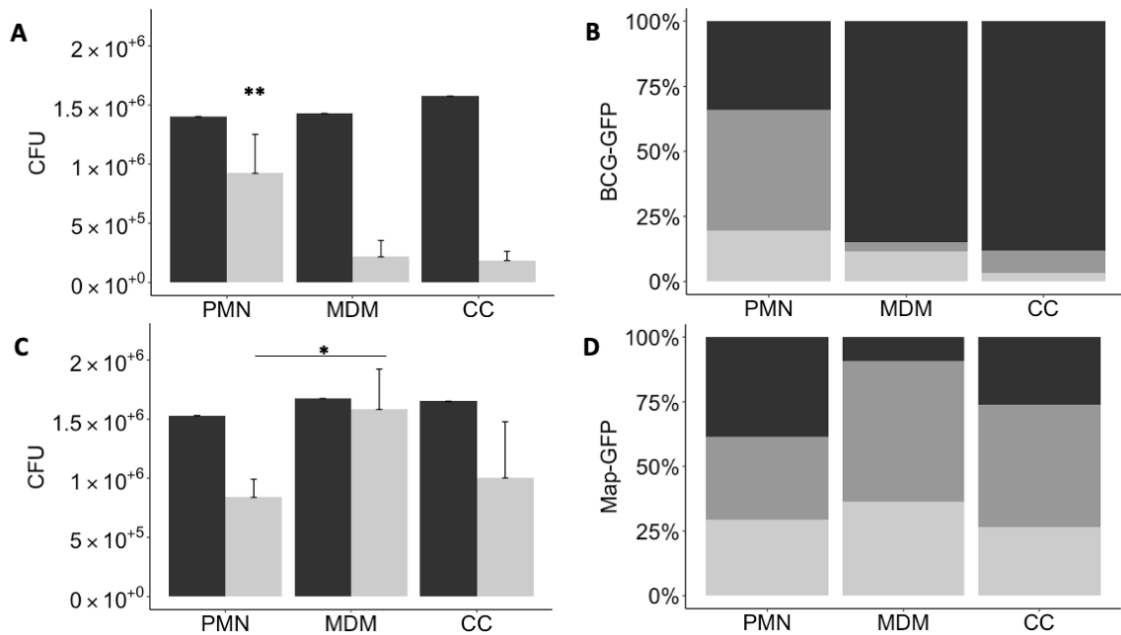 A
CFU
2 × 10+6
1.5 × 10+6
1 × 10+6
5 × 10+5
0 × 10+0
**
PMN MDM CC
B
BCG-GFP
100%
75%
50%
25%
0%
PMN MDM CC
C
CFU
2 × 10+6
1.5 × 10+6
1 × 10+6
5 × 10+5
0 × 10+0
*
PMN MDM CC
D
Map-GFP
100%
75%
50%
25%
0%
PMN MDM CC